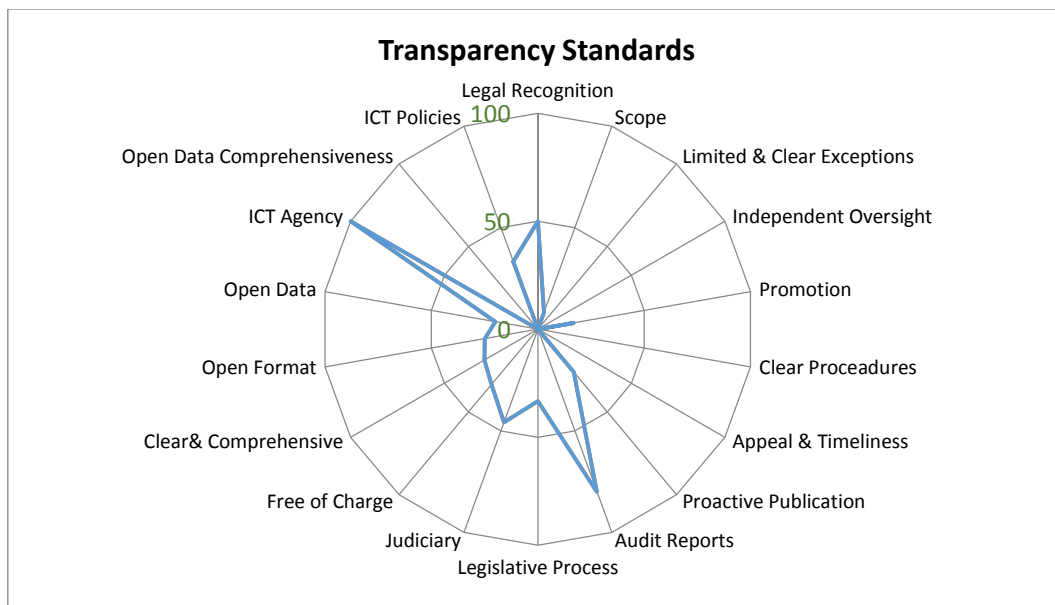 Transparency Standards
Legal Recognition
Scope
Limited & Clear Exceptions
Independent Oversight
Promotion
Clear Proceadures
Appeal & Timeliness
Proactive Publication
Audit Reports
Legislative Process
Judiciary
Free of Charge
Clear& Comprehensive
Open Format
Open Data
ICT Agency
Open Data Comprehensiveness
ICT Policies
100
50
0